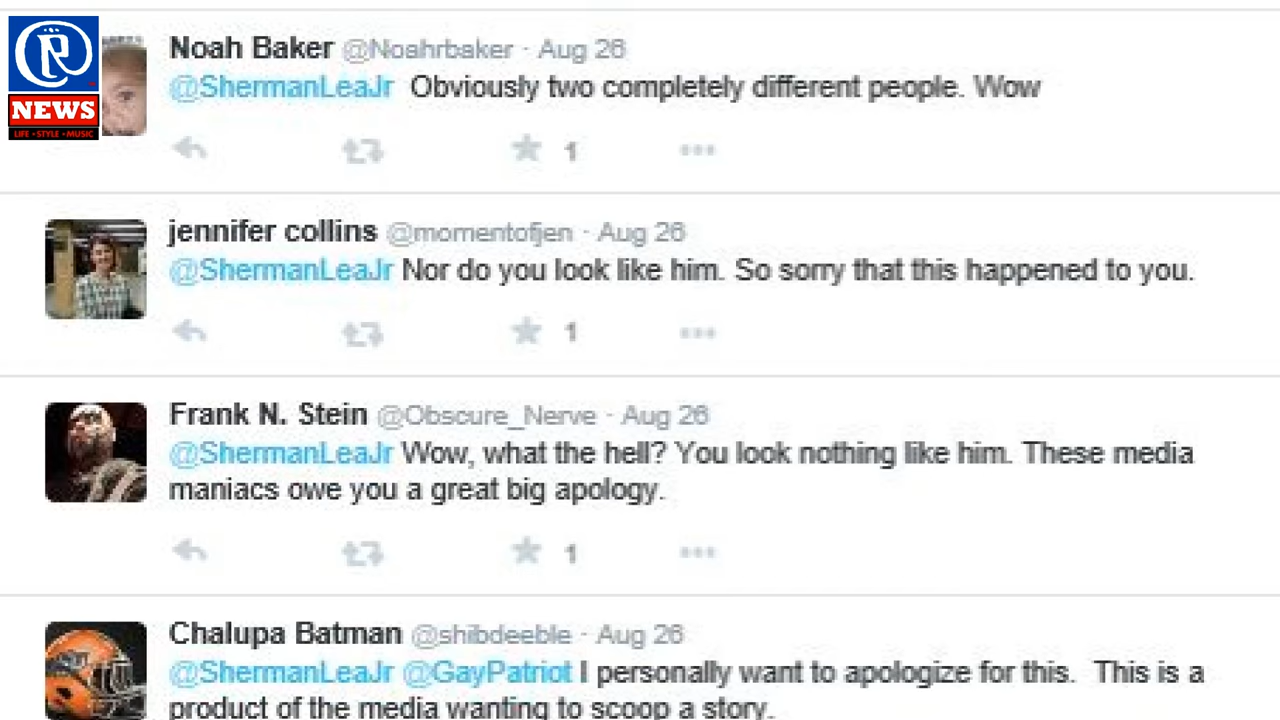 NEWS
LIFE • STYLE • MUSIC
Noah Baker @Noahrbaker · Aug 26
@ShermanLeaJr Obviously two completely different people. Wow
1
jennifer collins @momentofjen · Aug 26
@ShermanLeaJr Nor do you look like him. So sorry that this happened to you.
1
Frank N. Stein @Obscure_Nerve · Aug 26
@ShermanLeaJr Wow, what the hell? You look nothing like him. These media
maniacs owe you a great big apology.
1
Chalupa Batman @shibdeeble · Aug 26
@ShermanLeaJr @GayPatriot I personally want to apologize for this. This is a
product of the media wanting to scoop a story.